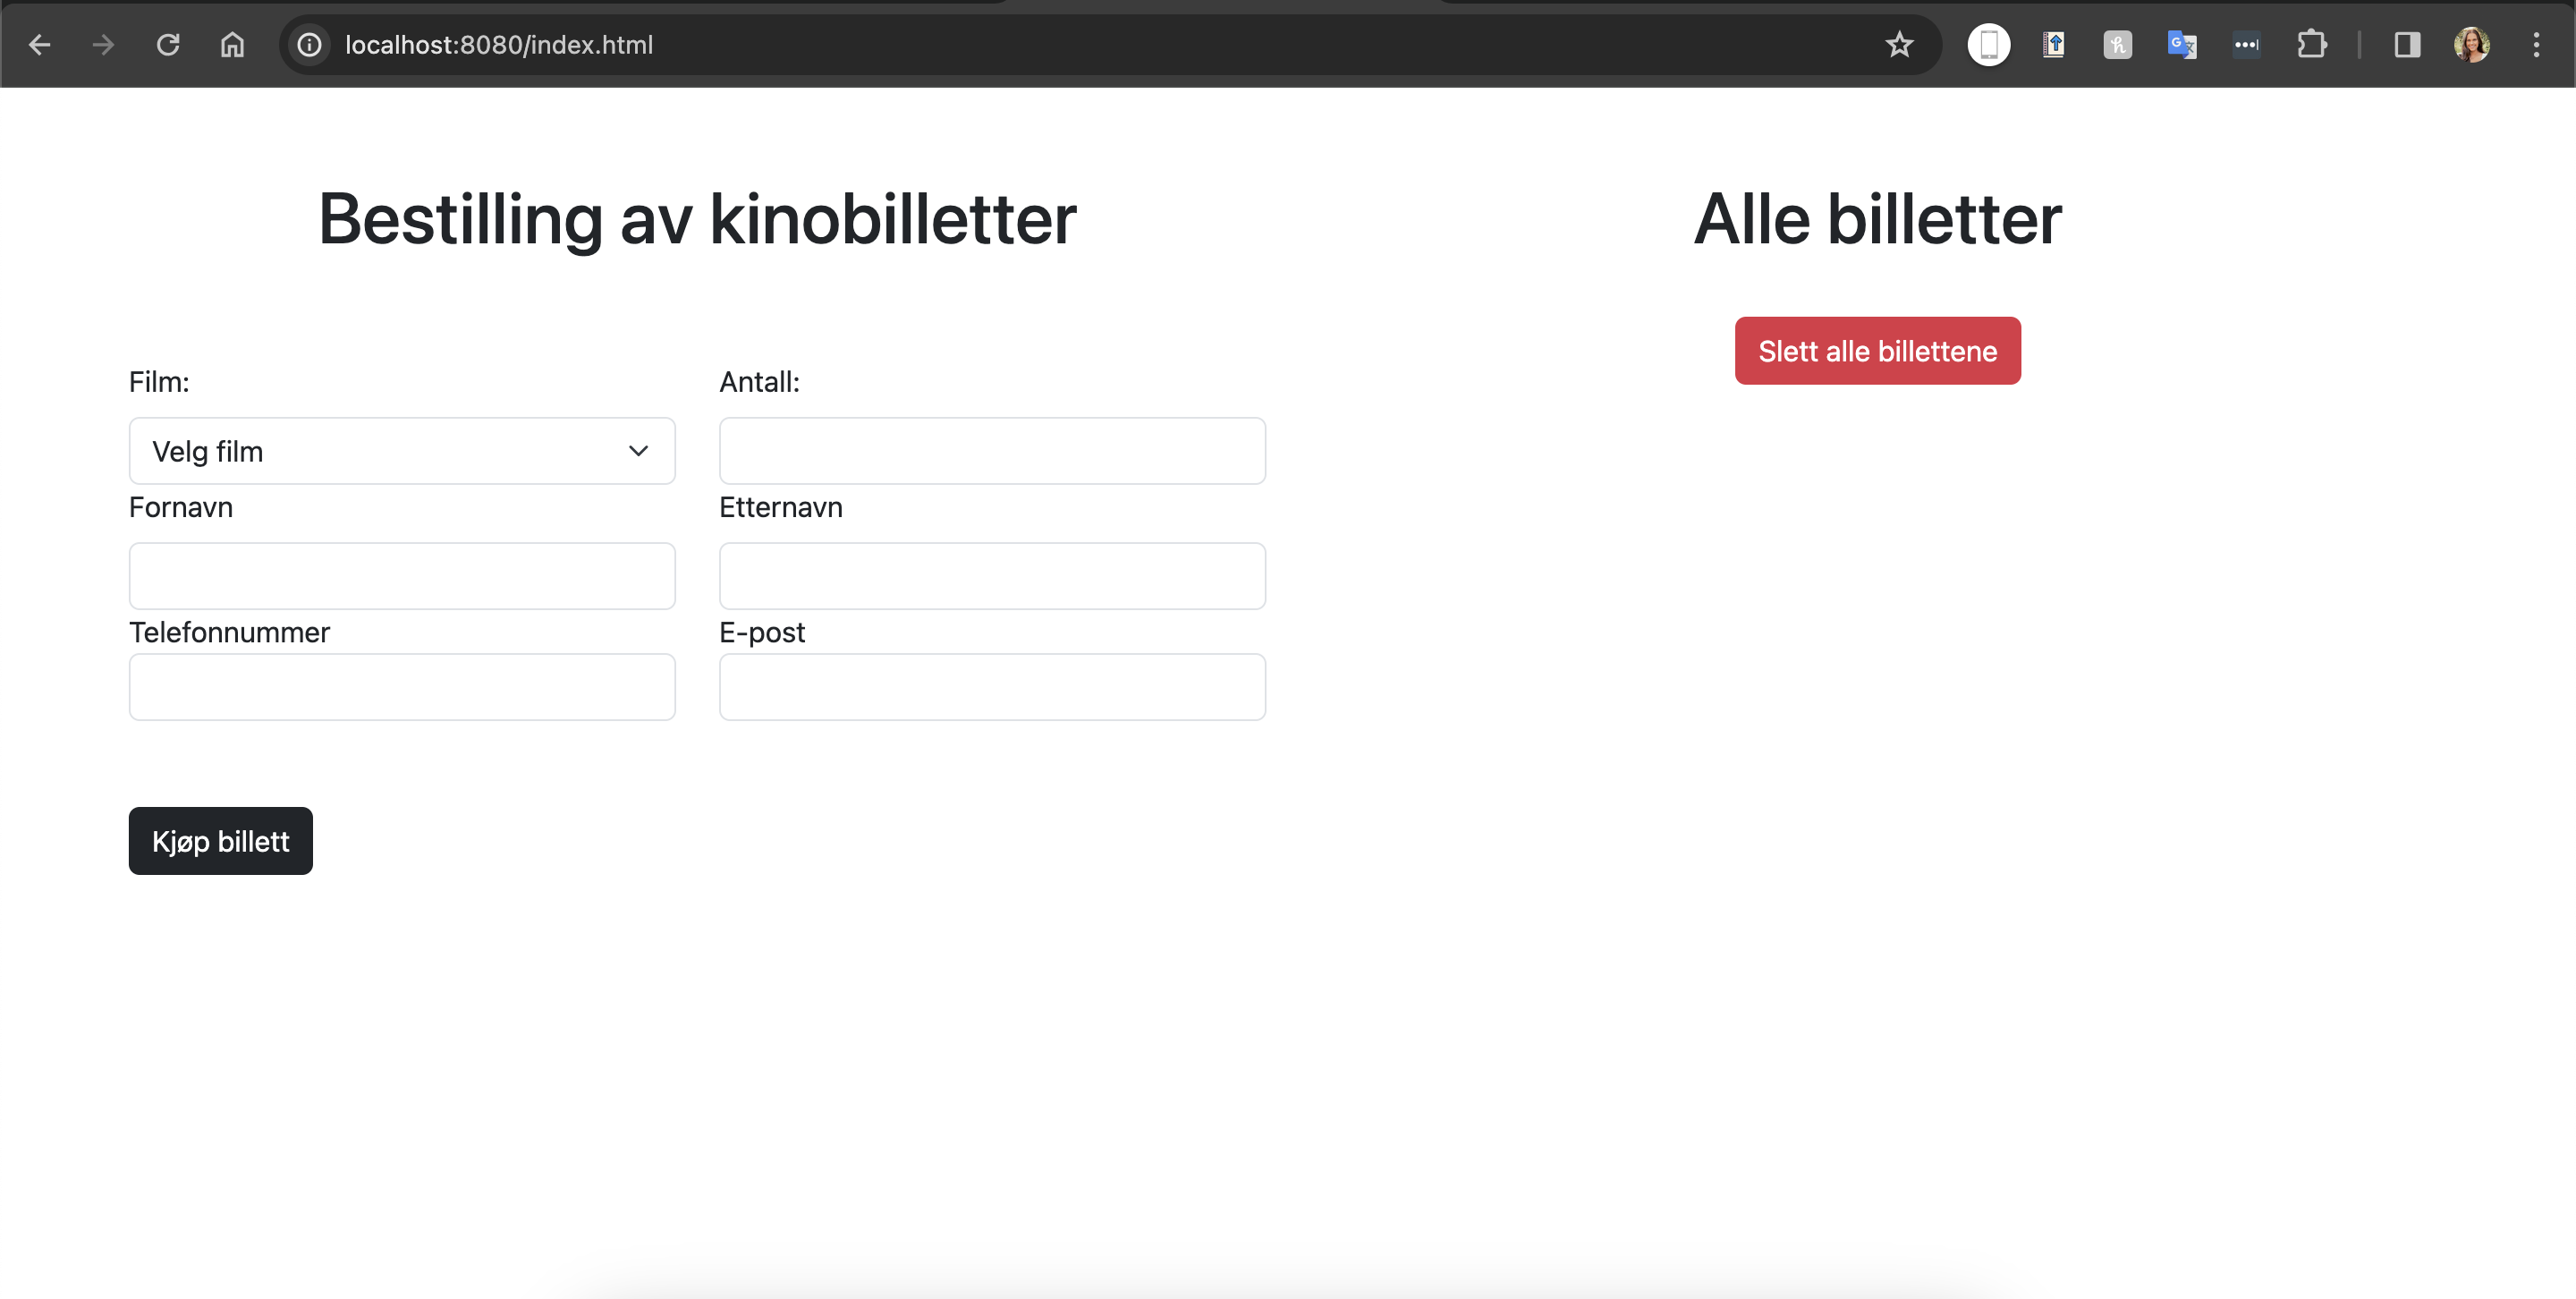 localhost:8080/index.html
Bestilling av kinobilletter
Alle billetter
Slett alle billettene
Film:
Antall:
Velg film
Fornavn
Etternavn
Telefonnummer
E-post
Kjøp billett